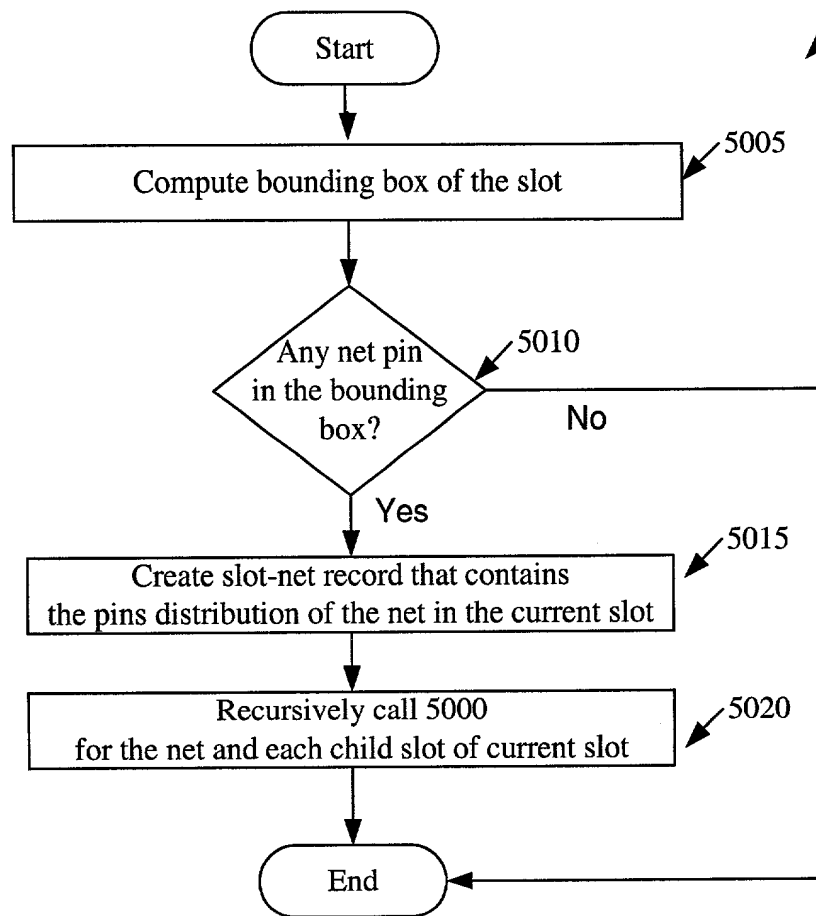 Start
5005
Compute bounding box of the slot
5010
Any net pin
in the bounding
box?
No
Yes
5015
Create slot-net record that contains
the pins distribution of the net in the current slot
Recursively call 5000
5020
for the net and each child slot of current slot
End